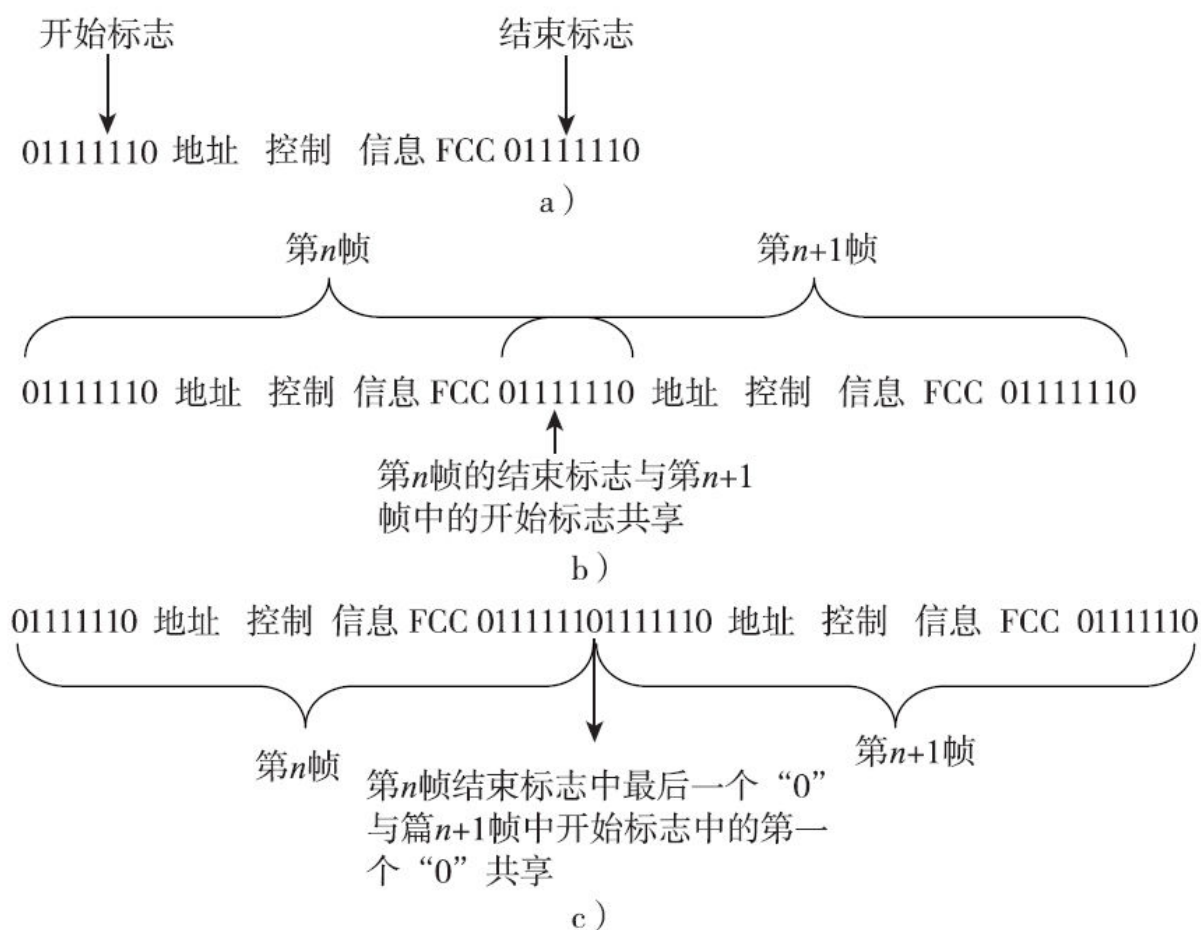 开始标志 结束标志
01111110 地址 控制 信息 FCC 01111110
a)
第n帧 第n+1帧
01111110 地址 控制 信息 FCC 01111110 地址 控制 信息 FCC 01111110
第n帧的结束标志与第n+1
帧中的开始标志共享
b)
01111110 地址 控制 信息 FCC 011111101111110 地址 控制 信息 FCC 01111110
第n帧 第n+1帧
第n帧结束标志中最后一个“0”
与篇n+1帧中开始标志中的第一
个“0”共享
c)